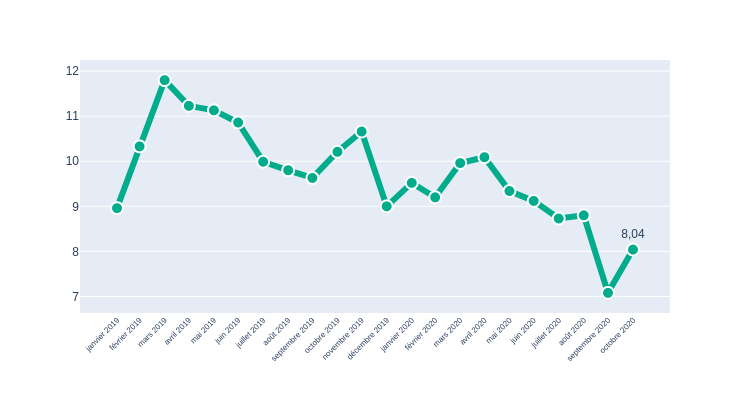 12
11
10
9
8
7
8,04
janvier 2019
février 2019
mars 2019
avril 2019
mai 2019
juin 2019
juillet 2019
août 2019
septembre 2019
octobre 2019
novembre 2019
décembre 2019
janvier 2020
février 2020
mars 2020
avril 2020
mai 2020
juin 2020
juillet 2020
août 2020
septembre 2020
octobre 2020